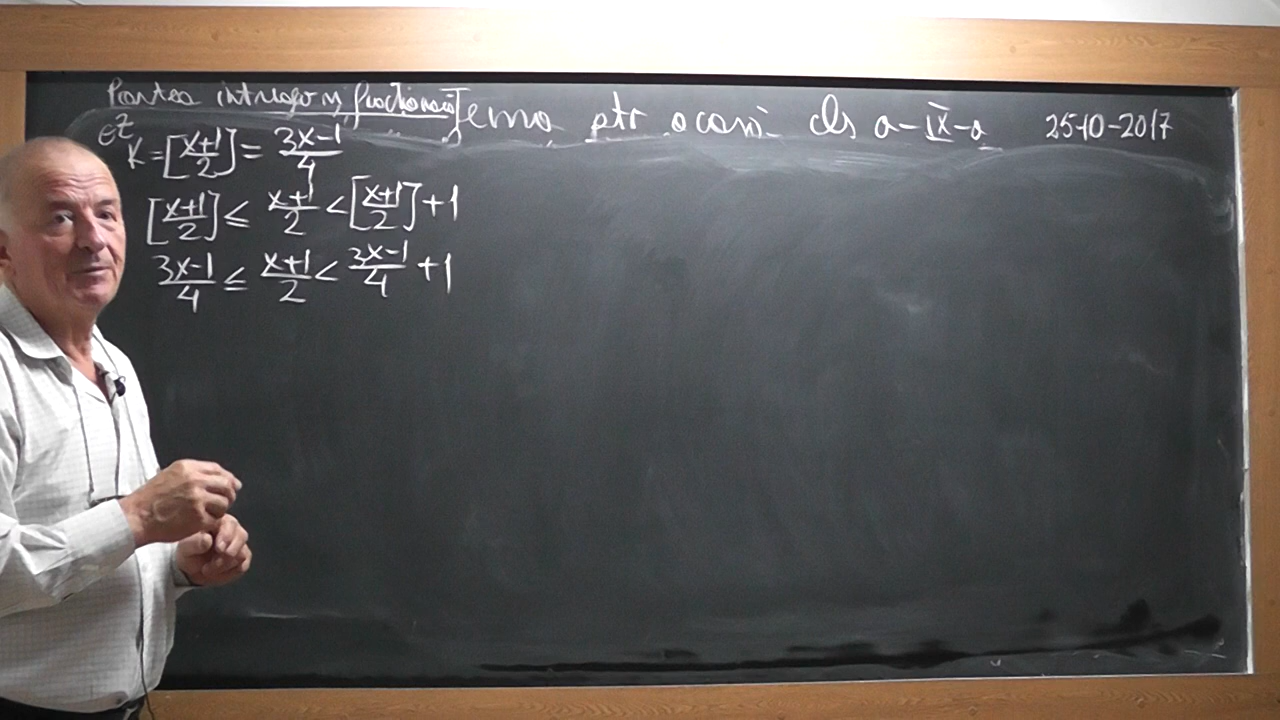 Partea întreagă și fracționară Temă ptr acasă cls a-IX-a 25-10-2017
∈Z K=[x+1/2]=3x-1/4
[x+1/2]≤x+1/2<[x+1/2]+1
3x-1/4≤x+1/2<3x-1/4+1